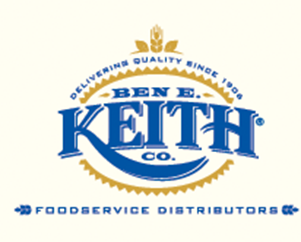 DELIVERING QUALITY SINCE 1906
BEN E.
KEITH®
CO.
FOODSERVICE DISTRIBUTORS